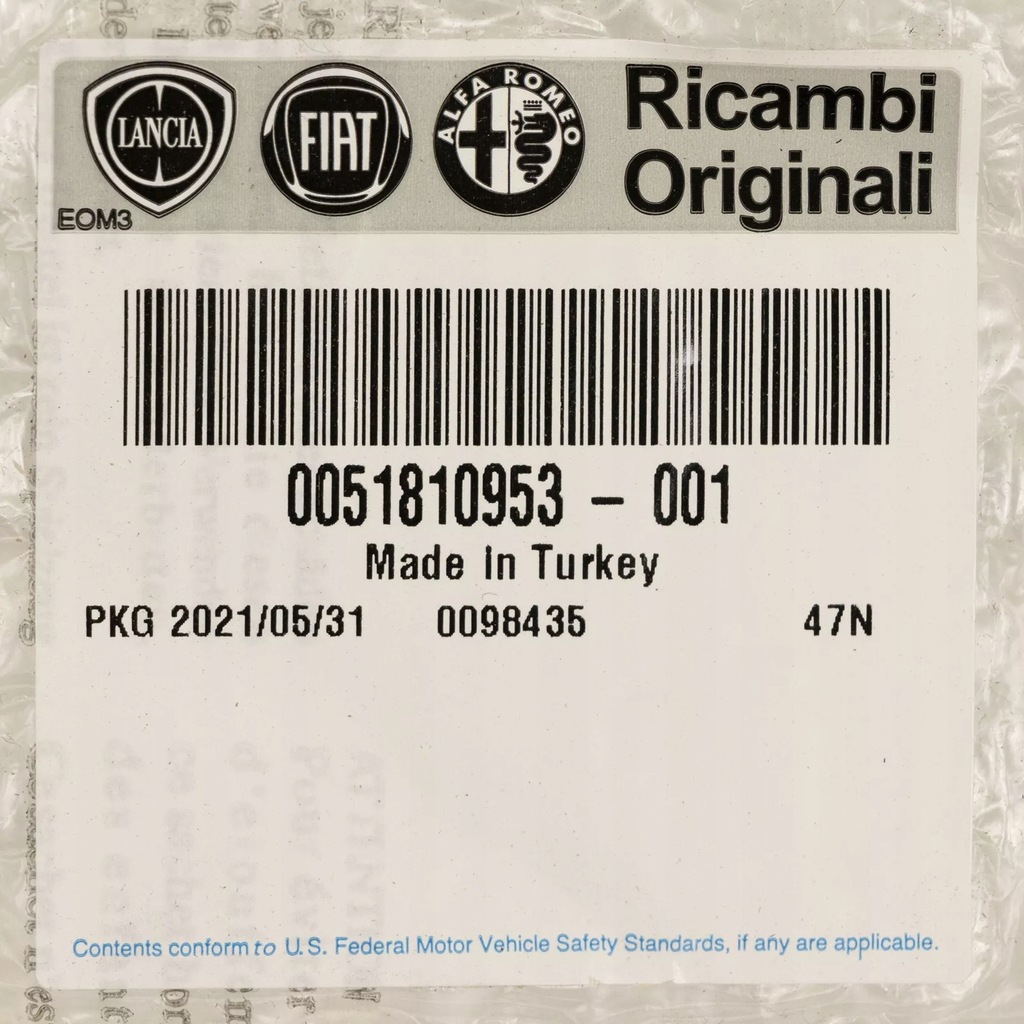 LANCIA
FIAT
ALFA ROMEO
Ricambi
Originali
EOM3
0051810953 - 001
Made In Turkey
PKG 2021/05/31 0098435 47N
Contents conform to U.S. Federal Motor Vehicle Safety Standards, if any are applicable.